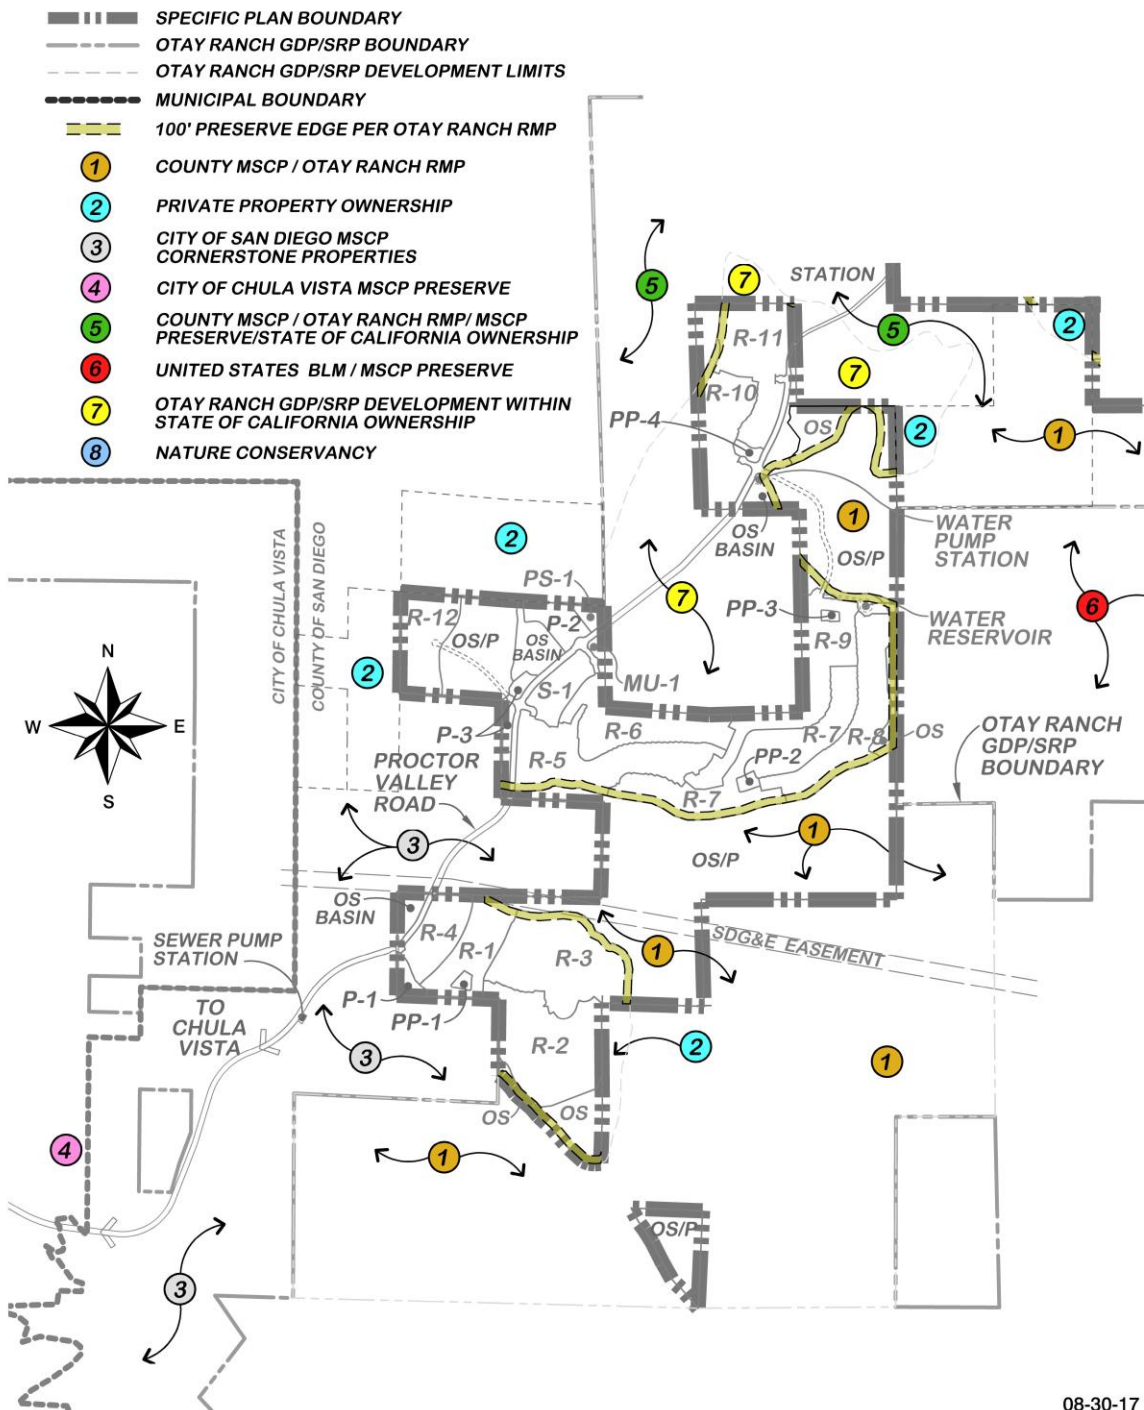 SPECIFIC PLAN BOUNDARY
OTAY RANCH GDP/SRP BOUNDARY
OTAY RANCH GDP/SRP DEVELOPMENT LIMITS
MUNICIPAL BOUNDARY
100' PRESERVE EDGE PER OTAY RANCH RMP
1 COUNTY MSCP / OTAY RANCH RMP
2 PRIVATE PROPERTY OWNERSHIP
3 CITY OF SAN DIEGO MSCP
CORNERSTONE PROPERTIES
4 CITY OF CHULA VISTA MSCP PRESERVE
5 COUNTY MSCP / OTAY RANCH RMP/ MSCP
PRESERVE/STATE OF CALIFORNIA OWNERSHIP
6 UNITED STATES BLM / MSCP PRESERVE
7 OTAY RANCH GDP/SRP DEVELOPMENT WITHIN
STATE OF CALIFORNIA OWNERSHIP
8 NATURE CONSERVANCY
STATION
5
7
5
2
R-11
7
R-10
PP-4
OS
2
1
1
OS
BASIN
WATER
PUMP
STATION
OS/P
2
CITY OF CHULA VISTA
COUNTY OF SAN DIEGO
PS-1
7
PP-3
6
R-12
P-2
OS/P
OS
BASIN
R-9
WATER
RESERVOIR
N
W E
S
2
S-1
MU-1
P-3
R-6
R-7
R-8
OS
OTAY RANCH
GDP/SRP
BOUNDARY
R-5
PP-2
PROCTOR
VALLEY
ROAD
R-7
3
1
OS/P
OS
BASIN
R-4
R-1
R-3
1
SDG&E EASEMENT
SEWER PUMP
STATION
P-1
PP-1
TO
CHULA
VISTA
3
R-2
2
1
OS
OS
4
1
OS/P
3
08-30-17